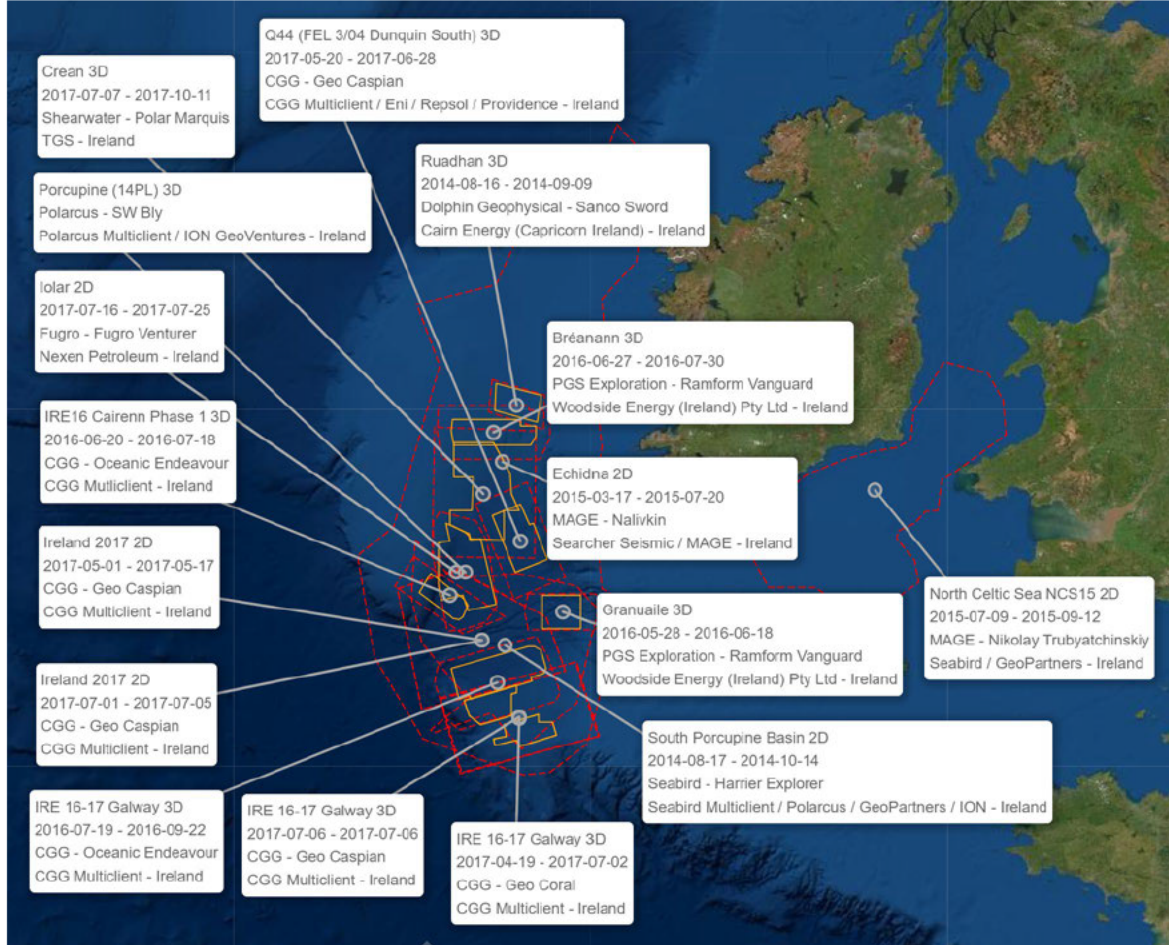 Q44 (FEL 3/04 Dunquin South) 3D
2017-05-20 - 2017-06-28
CGG - Geo Caspian
CGG Multiclient / Eni / Repsol / Providence - Ireland
Crean 3D
2017-07-07 - 2017-10-11
Shearwater - Polar Marquis
TGS - Ireland
Ruadhan 3D
2014-08-16 - 2014-09-09
Dolphin Geophysical - Sanco Sword
Cairn Energy (Capricorn Ireland) - Ireland
Porcupine (14PL) 3D
Polarcus - SW Bly
Polarcus Multiclient / ION GeoVentures - Ireland
Iolar 2D
2017-07-16 - 2017-07-25
Fugro - Fugro Venturer
Nexen Petroleum - Ireland
Bréanann 3D
2016-06-27 - 2016-07-30
PGS Exploration - Ramform Vanguard
Woodside Energy (Ireland) Pty Ltd - Ireland
IRE16 Cairenn Phase 1 3D
2016-06-20 - 2016-07-18
CGG - Oceanic Endeavour
CGG Mutliclient - Ireland
Echidna 2D
2015-03-17 - 2015-07-20
MAGE - Nalivkin
Searcher Seismic / MAGE - Ireland
Ireland 2017 2D
2017-05-01 - 2017-05-17
CGG - Geo Caspian
CGG Multiclient - Ireland
North Celtic Sea NCS15 2D
2015-07-09 - 2015-09-12
MAGE - Nikolay Trubyatchinskiy
Seabird / GeoPartners - Ireland
Granuaile 3D
2016-05-28 - 2016-06-18
PGS Exploration - Ramform Vanguard
Woodside Energy (Ireland) Pty Ltd - Ireland
Ireland 2017 2D
2017-07-01 - 2017-07-05
CGG - Geo Caspian
CGG Multiclient - Ireland
South Porcupine Basin 2D
2014-08-17 - 2014-10-14
Seabird - Harrier Explorer
Seabird Multiclient / Polarcus / GeoPartners / ION - Ireland
IRE 16-17 Galway 3D
2016-07-19 - 2016-09-22
CGG - Oceanic Endeavour
CGG Multiclient - Ireland
IRE 16-17 Galway 3D
2017-07-06 - 2017-07-06
CGG - Geo Caspian
CGG Multiclient - Ireland
IRE 16-17 Galway 3D
2017-04-19 - 2017-07-02
CGG - Geo Coral
CGG Multiclient - Ireland